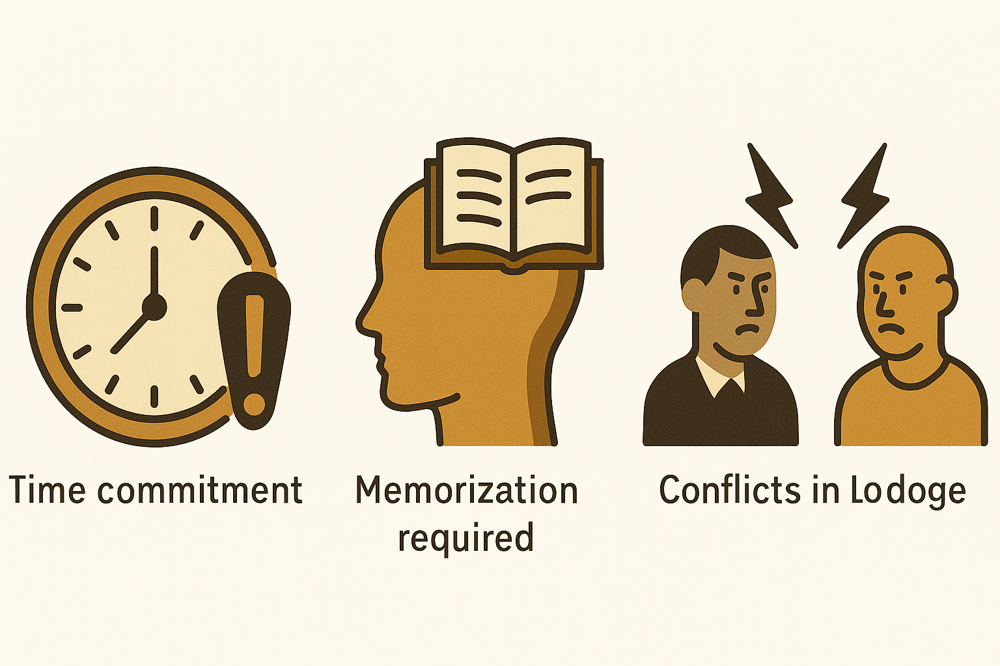 Time commitment
Memorization
required
Conflicts in Lodoge